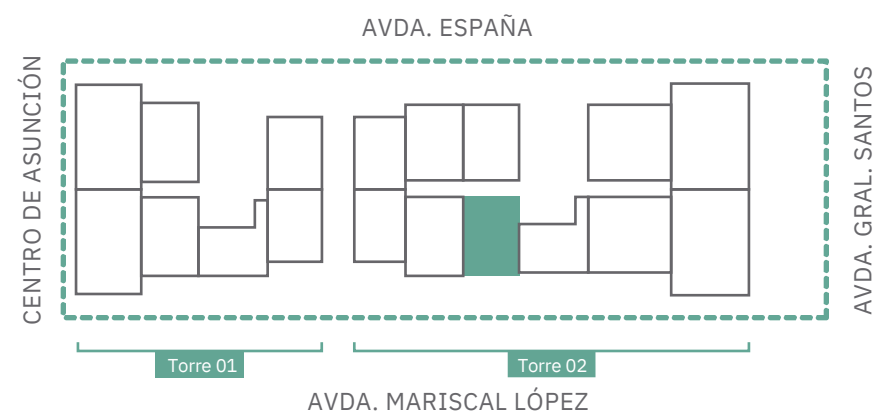 AVDA. ESPAÑA
CENTRO DE ASUNCIÓN
AVDA. GRAL. SANTOS
Torre 01
Torre 02
AVDA. MARISCAL LÓPEZ